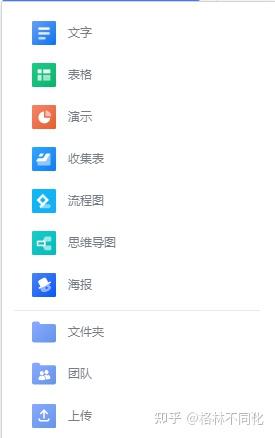 文字
表格
演示
收集表
流程图
思维导图
海报
文件夹
团队
上传
知乎 @格林不同化